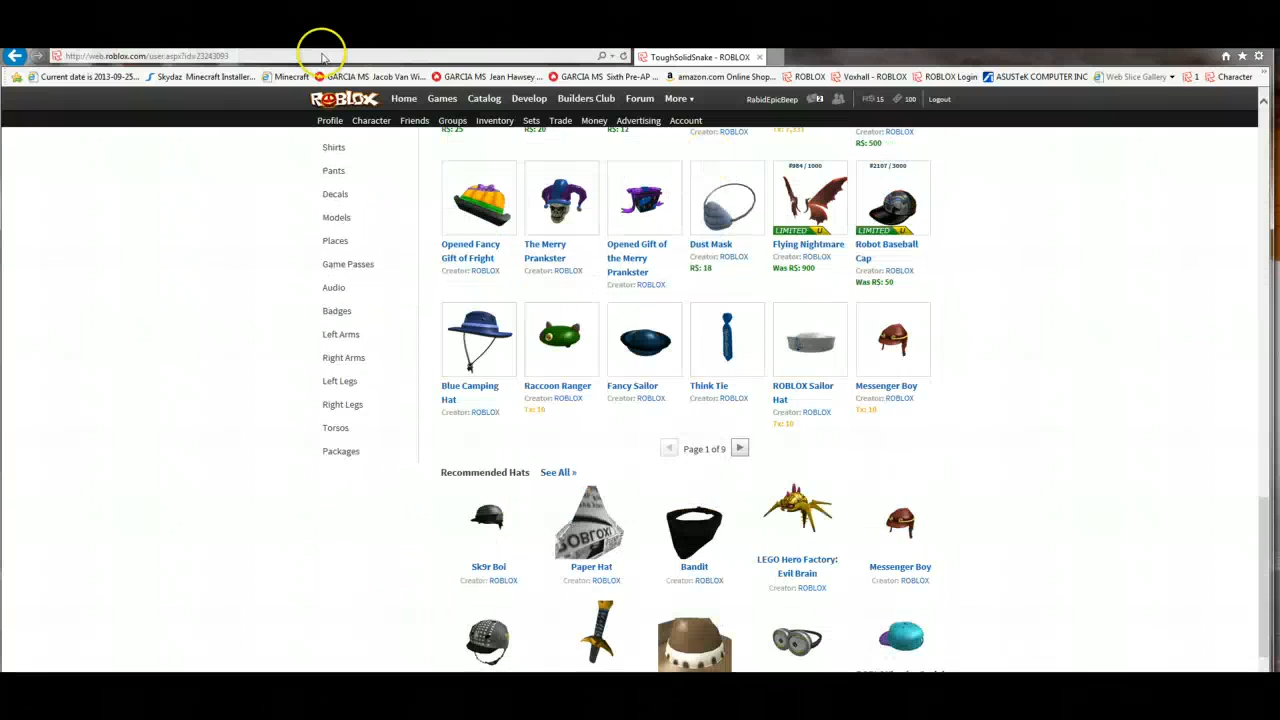 http://web.roblox.com/user.aspx?id=23243093
ToughSolidSnake - ROBLOX
Current date is 2013-09-25... Skydaz Minecraft Installer... Minecraft GARCIA MS Jacob Van Wi... GARCIA MS Jean Hawsey ... GARCIA MS Sixth Pre-AP ... amazon.com Online Shop... ROBLOX Voxhall - ROBLOX ROBLOX Login ASUSTeK COMPUTER INC Web Slice Gallery 1 Character
ROBLOX Home Games Catalog Develop Builders Club Forum More RabidEpicBeep 2 R$ 15 100 Logout
Profile Character Friends Groups Inventory Sets Trade Money Advertising Account
R$: 25 R$: 20 R$: 12 Creator: ROBLOX Creator: ROBLOX
R$: 500
Shirts
Pants
Decals
Models
Places
Game Passes
Audio
Badges
Left Arms
Right Arms
Left Legs
Right Legs
Torsos
Packages
#984 / 1000 #2107 / 3000
LIMITED U LIMITED U
Opened Fancy Gift of Fright
Creator: ROBLOX
The Merry Prankster
Creator: ROBLOX
Opened Gift of the Merry Prankster
Creator: ROBLOX
Dust Mask
Creator: ROBLOX
R$: 18
Flying Nightmare
Creator: ROBLOX
Was R$: 900
Robot Baseball Cap
Creator: ROBLOX
Was R$: 50
Blue Camping Hat
Creator: ROBLOX
Raccoon Ranger
Creator: ROBLOX
Tx: 10
Fancy Sailor
Creator: ROBLOX
Think Tie
Creator: ROBLOX
ROBLOX Sailor Hat
Creator: ROBLOX
Tx: 10
Messenger Boy
Creator: ROBLOX
Tx: 10
Page 1 of 9
Recommended Hats See All »
Sk9r Boi
Creator: ROBLOX
Paper Hat
Creator: ROBLOX
Bandit
Creator: ROBLOX
LEGO Hero Factory: Evil Brain
Creator: ROBLOX
Messenger Boy
Creator: ROBLOX